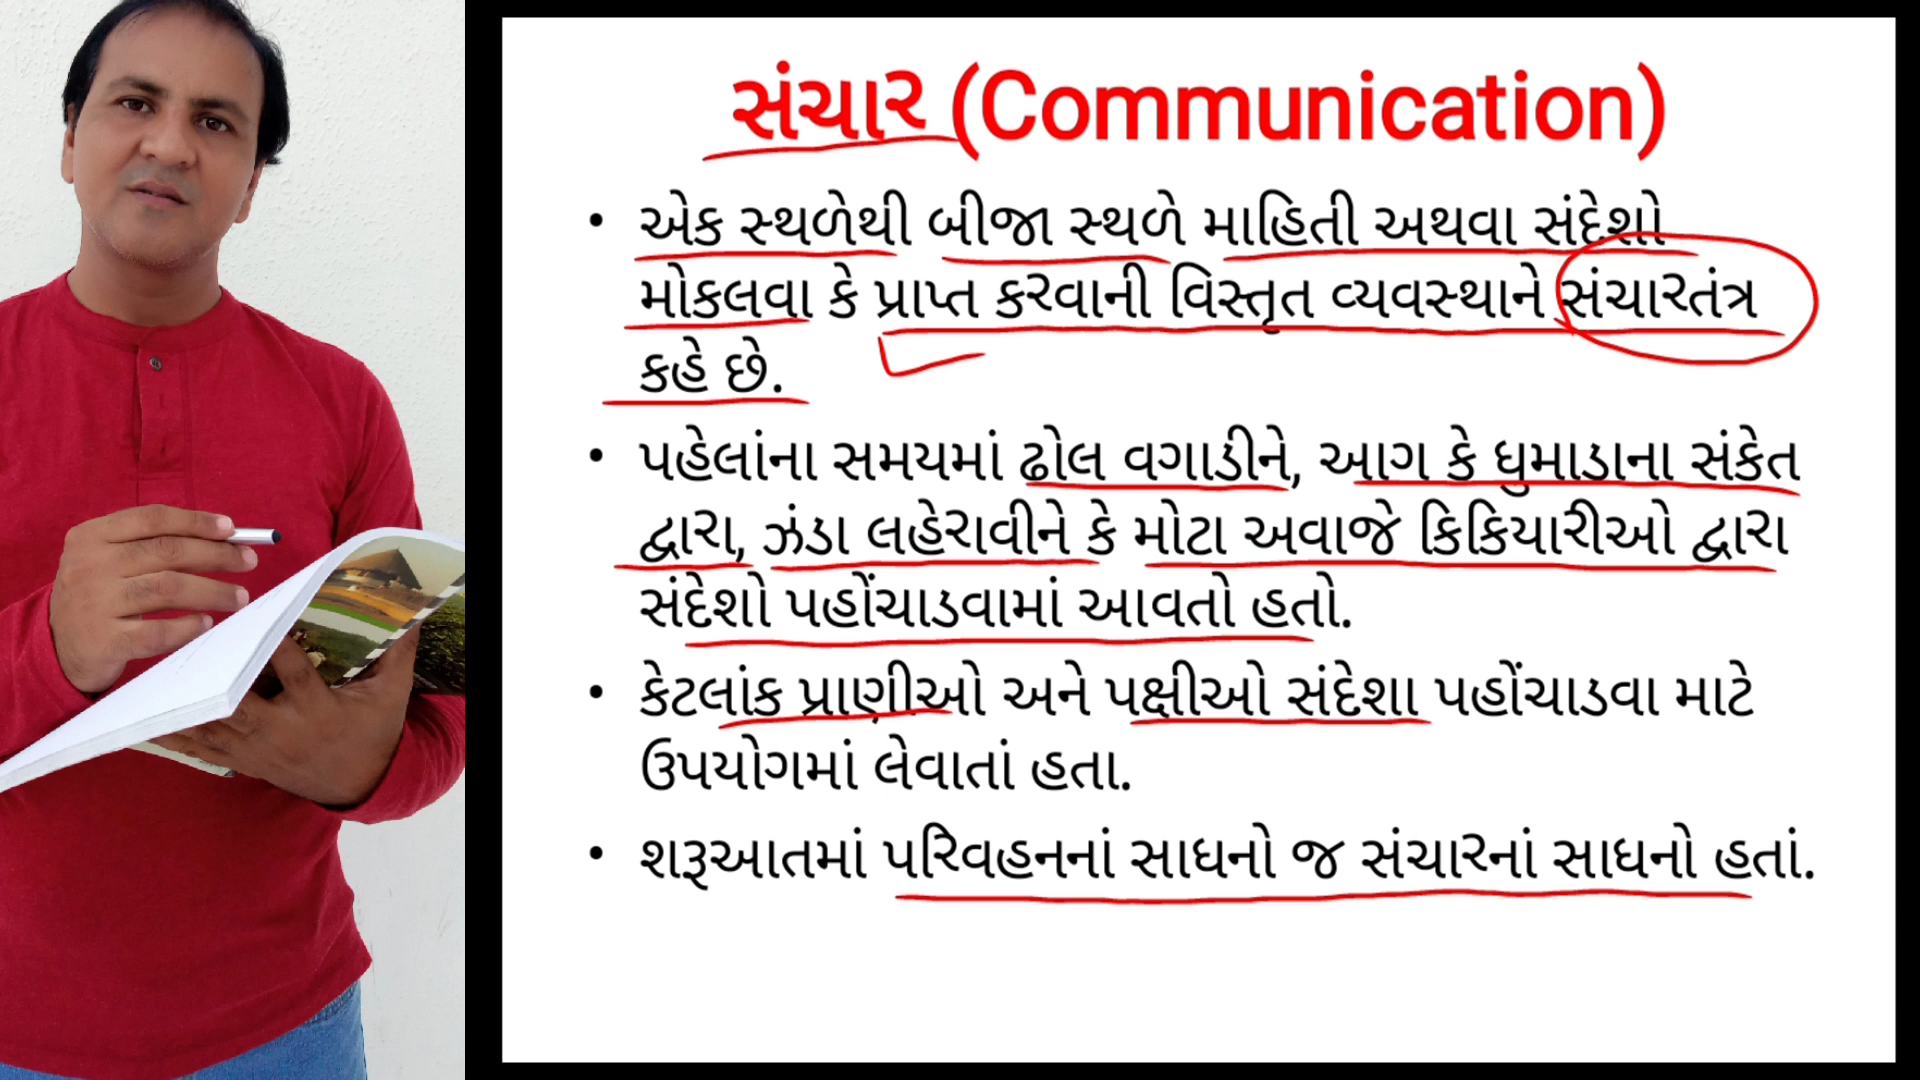 સંચાર (Communication)
• એક સ્થળેથી બીજા સ્થળે માહિતી અથવા સંદેશો
મોકલવા કે પ્રાપ્ત કરવાની વિસ્તૃત વ્યવસ્થાને સંચારતંત્ર
કહે છે.
• પહેલાંના સમયમાં ઢોલ વગાડીને, આગ કે ધુમાડાના સંકેત
દ્વારા, ઝંડા લહેરાવીને કે મોટા અવાજે કિકિયારીઓ દ્વારા
સંદેશો પહોંચાડવામાં આવતો હતો.
• કેટલાંક પ્રાણીઓ અને પક્ષીઓ સંદેશા પહોંચાડવા માટે
ઉપયોગમાં લેવાતાં હતા.
• શરૂઆતમાં પરિવહનનાં સાધનો જ સંચારનાં સાધનો હતાં.